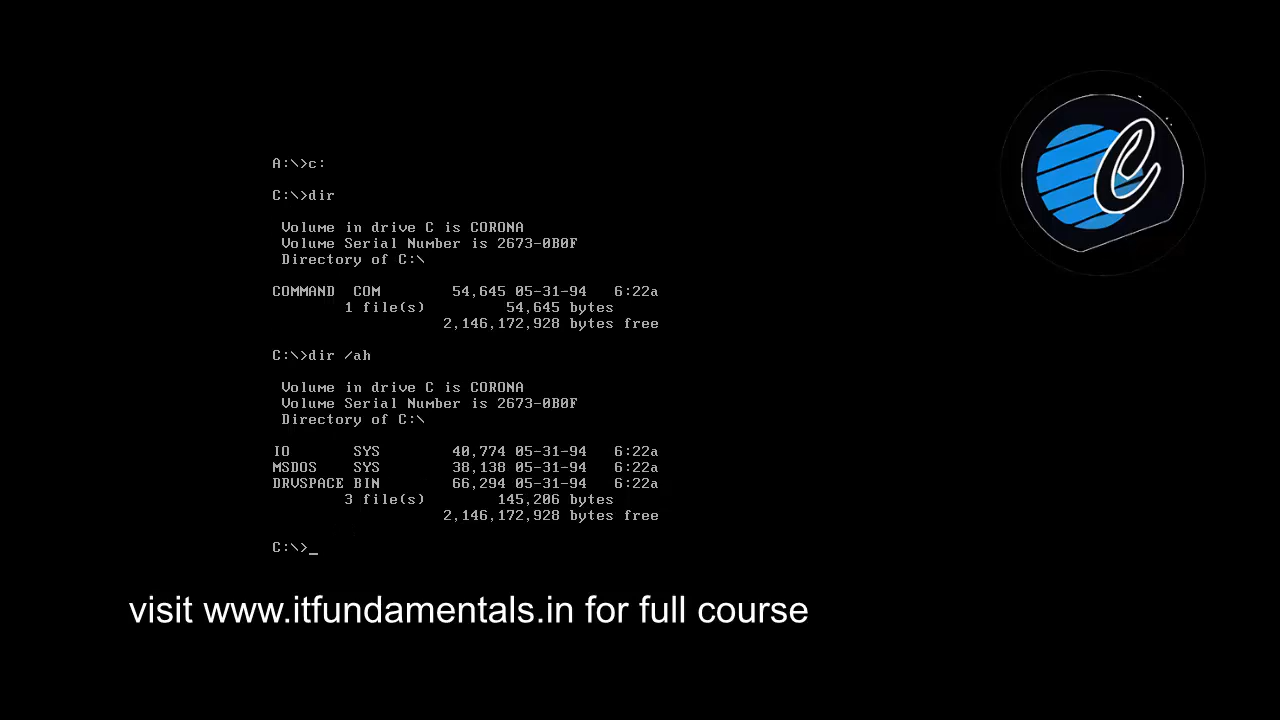 A:\>c:
C:\>dir
Volume in drive C is CORONA
Volume Serial Number is 2673-0B0F
Directory of C:\
COMMAND  COM        54,645 05-31-94   6:22a
1 file(s)         54,645 bytes
2,146,172,928 bytes free
C:\>dir /ah
Volume in drive C is CORONA
Volume Serial Number is 2673-0B0F
Directory of C:\
IO       SYS        40,774 05-31-94   6:22a
MSDOS    SYS        38,138 05-31-94   6:22a
DRVSPACE BIN        66,294 05-31-94   6:22a
3 file(s)        145,206 bytes
2,146,172,928 bytes free
C:\>_
visit www.itfundamentals.in for full course
C